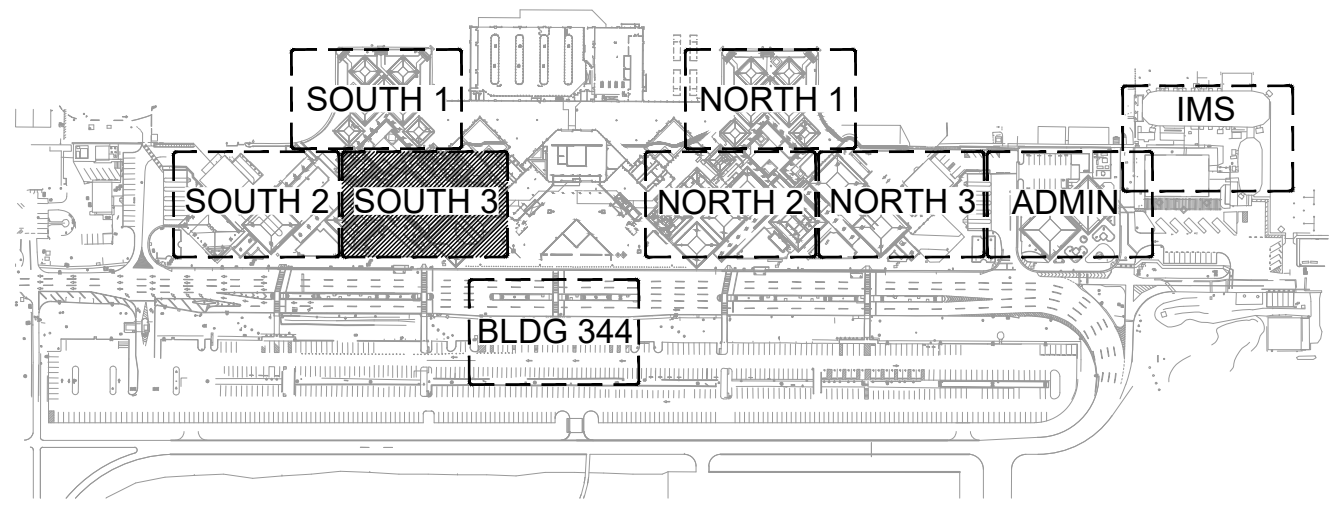 SOUTH 1
NORTH 1
IMS
SOUTH 2
SOUTH 3
NORTH 2
NORTH 3
ADMIN
BLDG 344